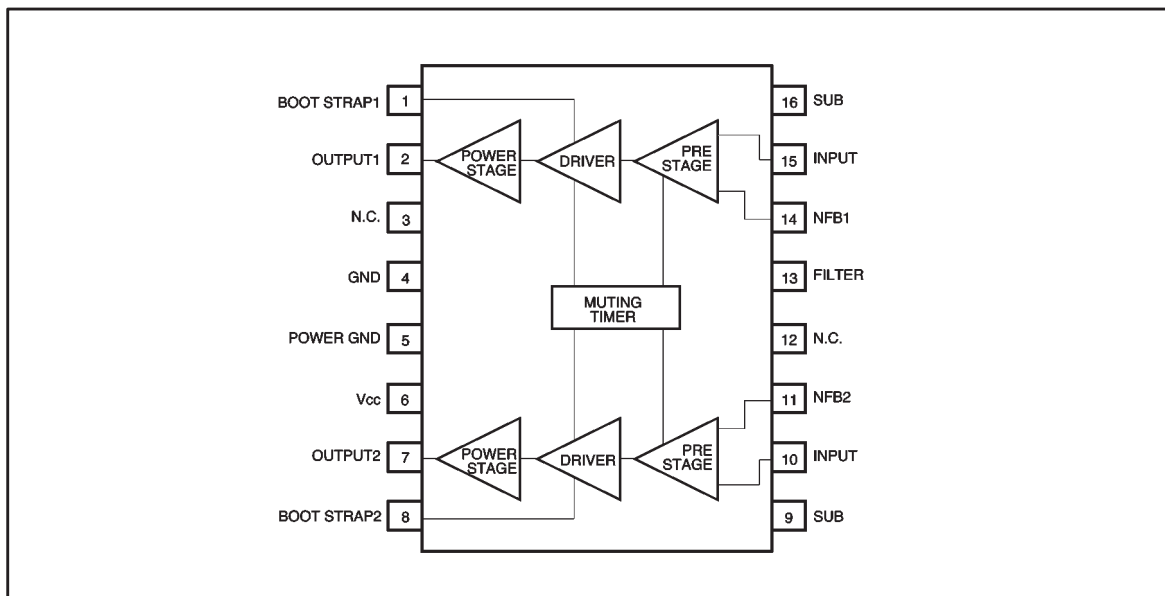 BOOT STRAP1 1
16 SUB
OUTPUT1 2
POWER
STAGE
DRIVER
PRE
STAGE
15 INPUT
N.C. 3
14 NFB1
GND 4
13 FILTER
MUTING
TIMER
POWER GND 5
12 N.C.
Vcc 6
11 NFB2
OUTPUT2 7
POWER
STAGE
DRIVER
PRE
STAGE
10 INPUT
BOOT STRAP2 8
9 SUB